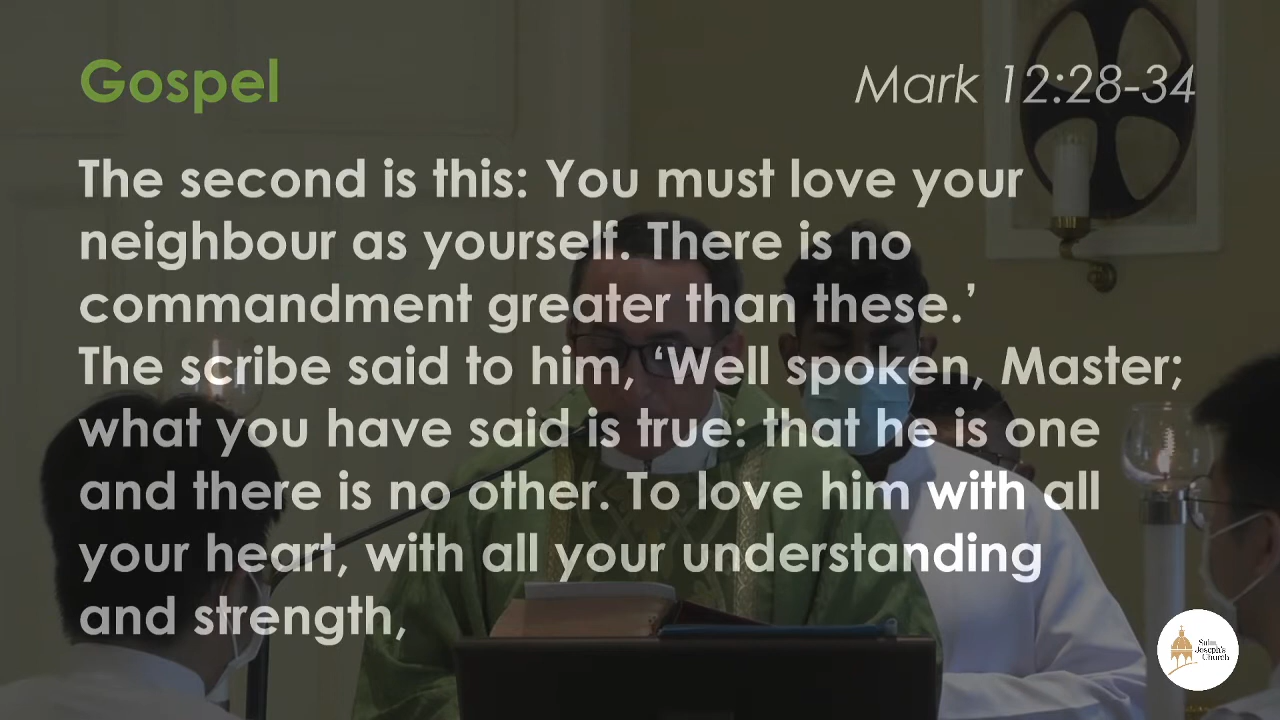 Gospel
Mark 12:28-34
The second is this: You must love your
neighbour as yourself. There is no
commandment greater than these.’
The scribe said to him, ‘Well spoken, Master;
what you have said is true: that he is one
and there is no other. To love him with all
your heart, with all your understanding
and strength,
Saint
Joseph's
Church